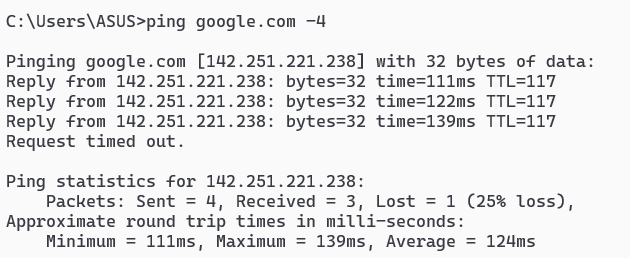 C:\Users\ASUS>ping google.com -4
Pinging google.com [142.251.221.238] with 32 bytes of data:
Reply from 142.251.221.238: bytes=32 time=111ms TTL=117
Reply from 142.251.221.238: bytes=32 time=122ms TTL=117
Reply from 142.251.221.238: bytes=32 time=139ms TTL=117
Request timed out.
Ping statistics for 142.251.221.238:
    Packets: Sent = 4, Received = 3, Lost = 1 (25% loss),
Approximate round trip times in milli-seconds:
    Minimum = 111ms, Maximum = 139ms, Average = 124ms